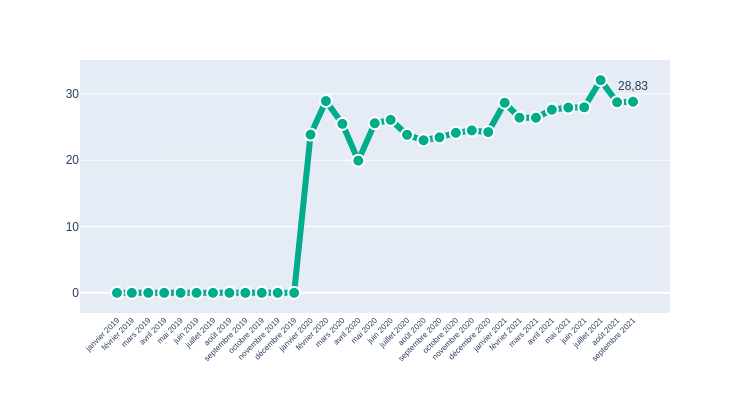 30
20
10
0
28,83
janvier 2019
février 2019
mars 2019
avril 2019
mai 2019
juin 2019
juillet 2019
août 2019
septembre 2019
octobre 2019
novembre 2019
décembre 2019
janvier 2020
février 2020
mars 2020
avril 2020
mai 2020
juin 2020
juillet 2020
août 2020
septembre 2020
octobre 2020
novembre 2020
décembre 2020
janvier 2021
février 2021
mars 2021
avril 2021
mai 2021
juin 2021
juillet 2021
août 2021
septembre 2021